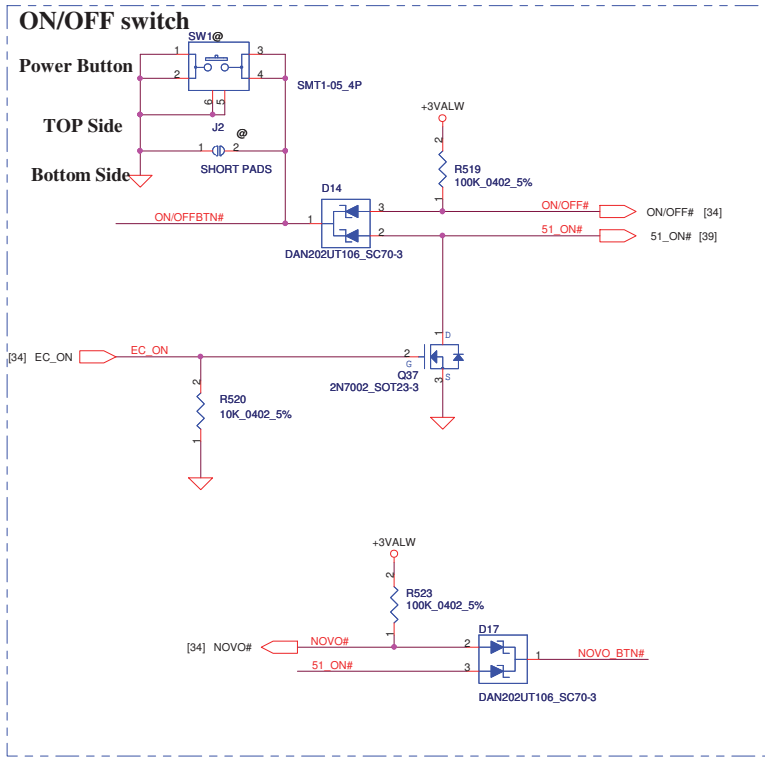 ON/OFF switch
SW1@
Power Button
1
2
3
4
SMT1-05_4P
6
5
TOP Side
J2
@
1
2
SHORT PADS
Bottom Side
+3VALW
2
R519
100K_0402_5%
1
D14
ON/OFFBTN#
1
3
2
ON/OFF#
ON/OFF# [34]
51_ON#
51_ON# [39]
DAN202UT106_SC70-3
[34] EC_ON
EC_ON
2
G
1
D
Q37
3
S
2N7002_SOT23-3
2
R520
10K_0402_5%
1
+3VALW
2
R523
100K_0402_5%
1
D17
[34] NOVO#
NOVO#
2
51_ON#
3
1
NOVO_BTN#
DAN202UT106_SC70-3